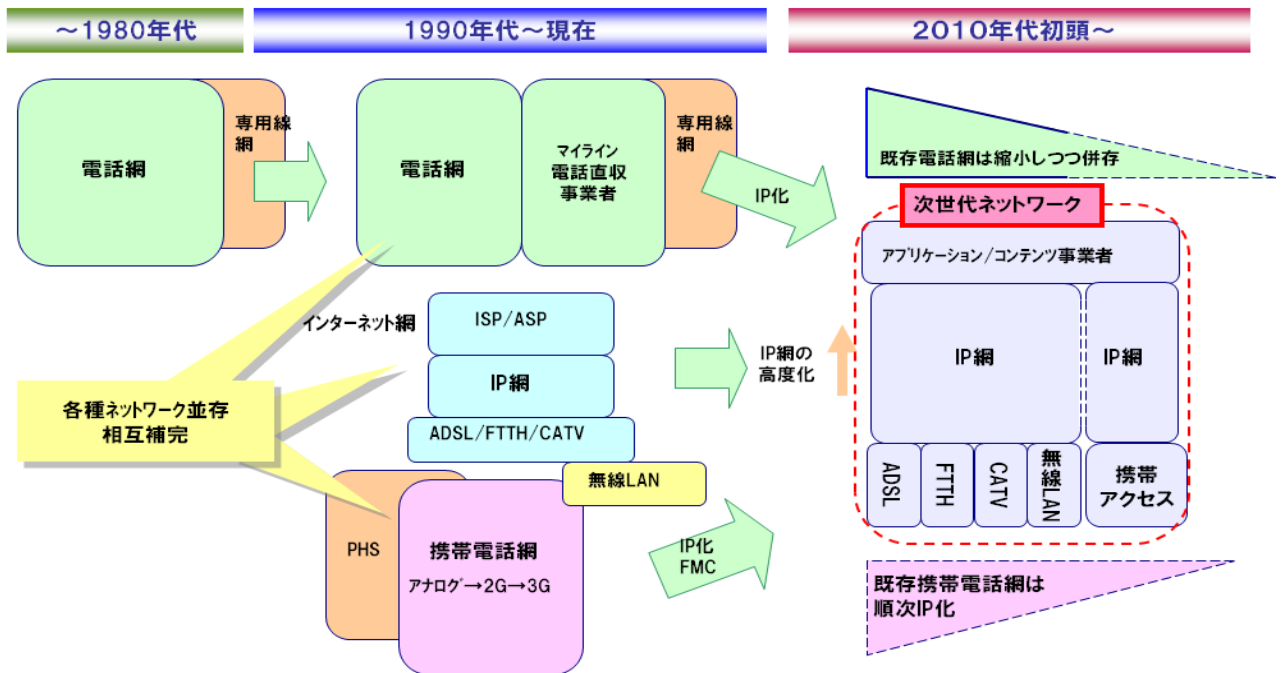 ～1980年代
1990年代～現在
2010年代初頭～
電話網
専用線
網
電話網
マイライン
電話直収
事業者
専用線
網
IP化
既存電話網は縮小しつつ併存
次世代ネットワーク
アプリケーション/コンテンツ事業者
インターネット網
ISP/ASP
IP網
ADSL/FTTH/CATV
無線LAN
IP網の
高度化
IP網
IP網
各種ネットワーク並存
相互補完
ADSL
FTTH
CATV
無線LAN
携帯
アクセス
PHS
携帯電話網
アナログ→2G→3G
IP化
FMC
既存携帯電話網は
順次IP化